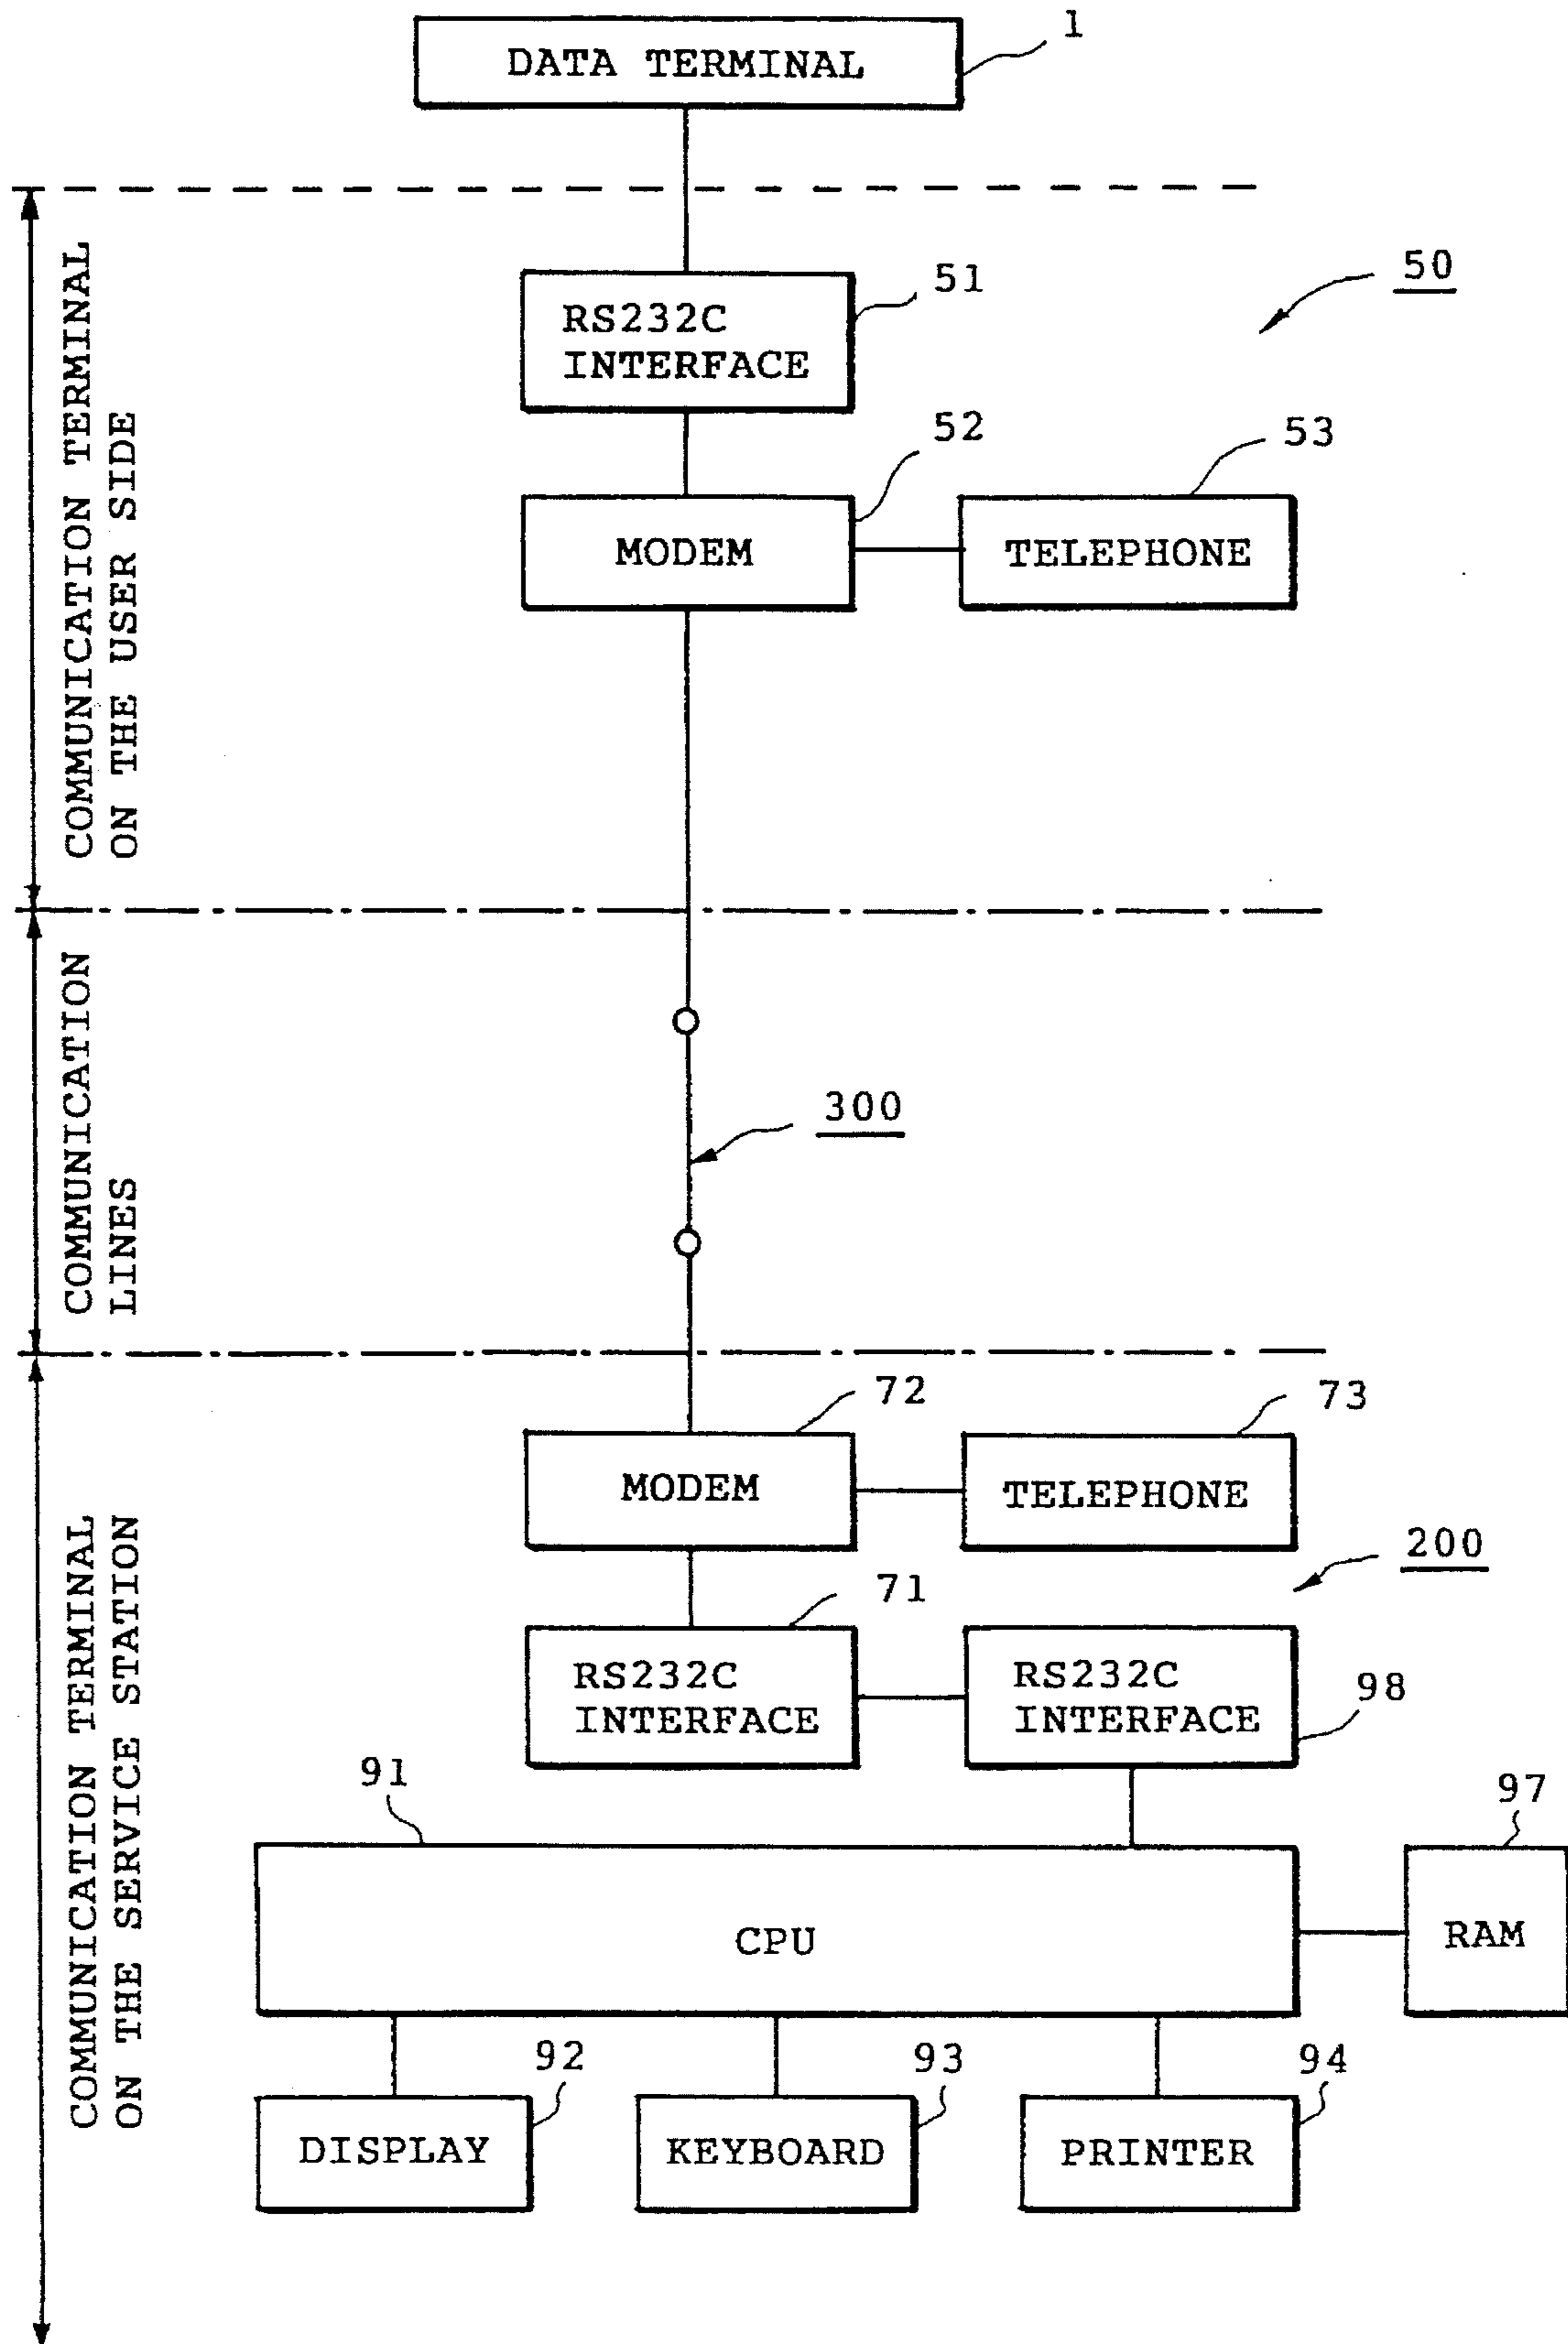 1
DATA TERMINAL
COMMUNICATION TERMINAL
ON THE USER SIDE
50
51
RS232C
INTERFACE
52
53
MODEM
TELEPHONE
COMMUNICATION
LINES
300
COMMUNICATION TERMINAL
ON THE SERVICE STATION
72
73
MODEM
TELEPHONE
200
71
RS232C
INTERFACE
RS232C
INTERFACE
98
91
97
CPU
RAM
92
93
94
DISPLAY
KEYBOARD
PRINTER